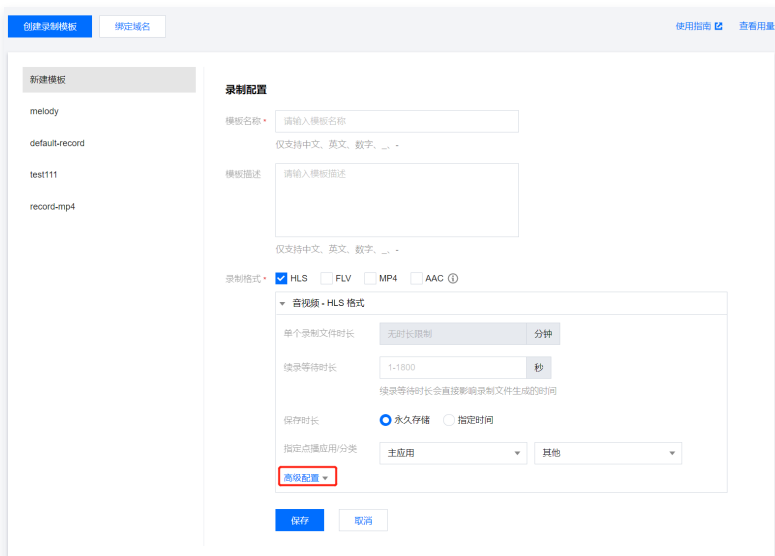 创建录制模板 绑定域名 使用指南 查看用量
新建模板
melody
default-record
test111
record-mp4
录制配置
模板名称 * 请输入模板名称
仅支持中文、英文、数字、_、-
模板描述 请输入模板描述
仅支持中文、英文、数字、_、-
录制格式 * HLS FLV MP4 AAC
音视频 - HLS 格式
单个录制文件时长 无时长限制 分钟
续录等待时长 1-1800 秒
续录等待时长会直接影响录制文件生成的时间
保存时长 永久存储 指定时间
指定点播应用/分类 主应用 其他
高级配置
保存 取消